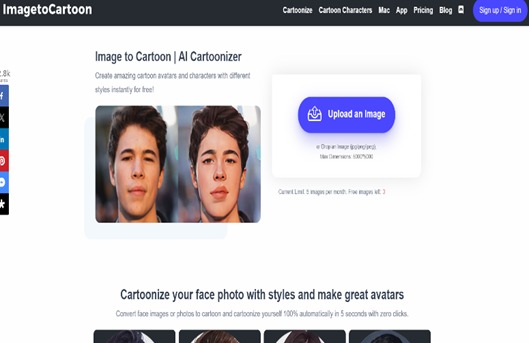 ImagetoCartoon
Cartoonize Cartoon Characters Mac App Pricing Blog Sign up / Sign in
2.8k
Image to Cartoon | AI Cartoonizer
Create amazing cartoon avatars and characters with different
styles instantly for free!
Upload an Image
or Drop an image (jpg/jpeg/png).
Max Dimensions:
Current Limit: 5 images per month. Free images left: 3
Cartoonize your face photo with styles and make great avatars
Convert face images or photos to cartoon and cartoonize yourself 100% automatically in 5 seconds with zero clicks.